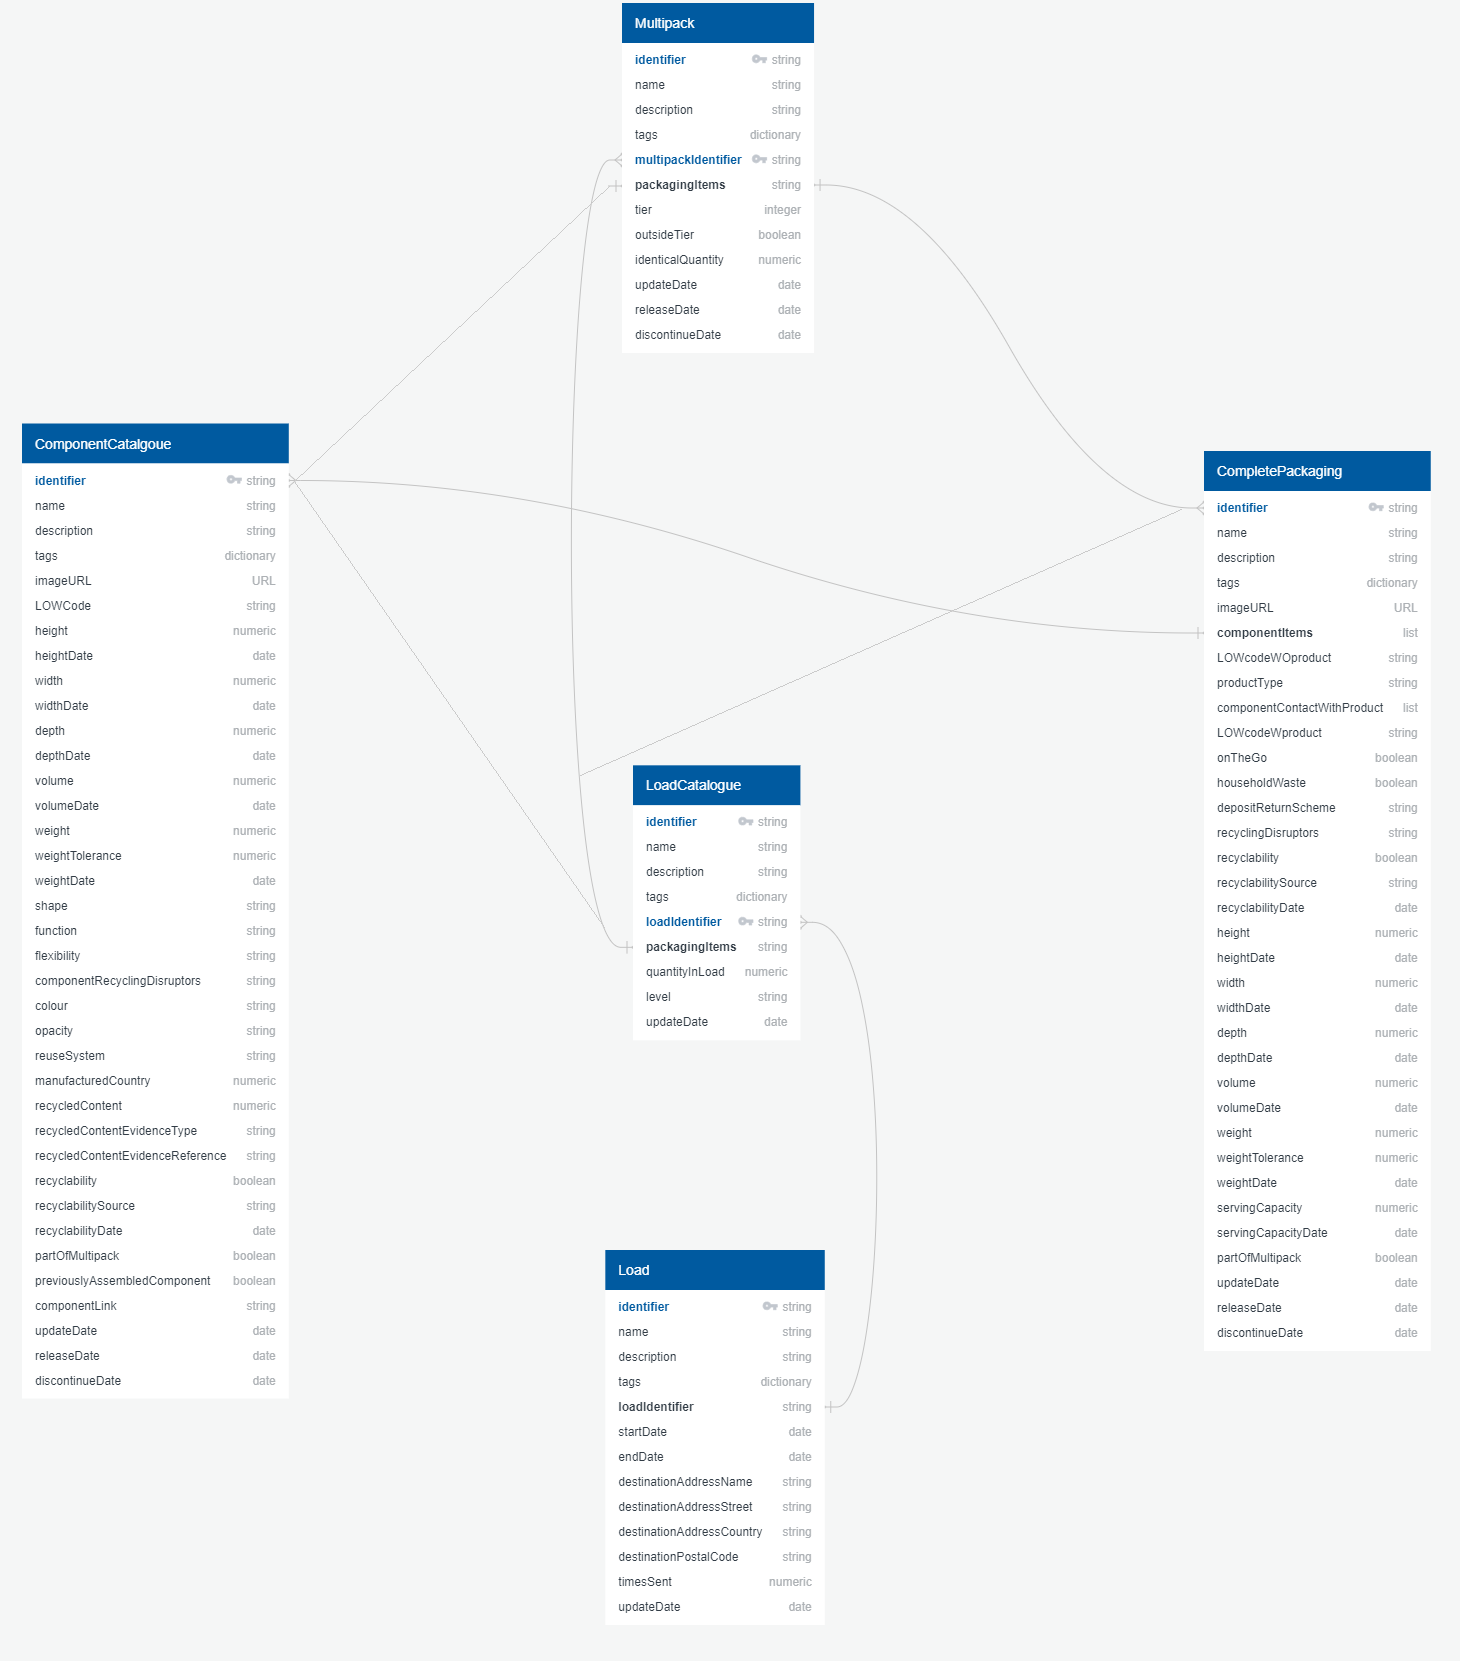 Multipack
identifier string
name string
description string
tags dictionary
multipackIdentifier string
packagingItems string
tier integer
outsideTier boolean
identicalQuantity numeric
updateDate date
releaseDate date
discontinueDate date
ComponentCatalgoue
identifier string
name string
description string
tags dictionary
imageURL URL
LOWCode string
height numeric
heightDate date
width numeric
widthDate date
depth numeric
depthDate date
volume numeric
volumeDate date
weight numeric
weightTolerance numeric
weightDate date
shape string
function string
flexibility string
componentRecyclingDisruptors string
colour string
opacity string
reuseSystem string
manufacturedCountry numeric
recycledContent numeric
recycledContentEvidenceType string
recycledContentEvidenceReference string
recyclability boolean
recyclabilitySource string
recyclabilityDate date
partOfMultipack boolean
previouslyAssembledComponent boolean
componentLink string
updateDate date
releaseDate date
discontinueDate date
CompletePackaging
identifier string
name string
description string
tags dictionary
imageURL URL
componentItems list
LOWcodeWOproduct string
productType string
componentContactWithProduct list
LOWcodeWproduct string
onTheGo boolean
householdWaste boolean
depositReturnScheme string
recyclingDisruptors string
recyclability boolean
recyclabilitySource string
recyclabilityDate date
height numeric
heightDate date
width numeric
widthDate date
depth numeric
depthDate date
volume numeric
volumeDate date
weight numeric
weightTolerance numeric
weightDate date
servingCapacity numeric
servingCapacityDate date
partOfMultipack boolean
updateDate date
releaseDate date
discontinueDate date
LoadCatalogue
identifier string
name string
description string
tags dictionary
loadIdentifier string
packagingItems string
quantityInLoad numeric
level string
updateDate date
Load
identifier string
name string
description string
tags dictionary
loadIdentifier string
startDate date
endDate date
destinationAddressName string
destinationAddressStreet string
destinationAddressCountry string
destinationPostalCode string
timesSent numeric
updateDate date